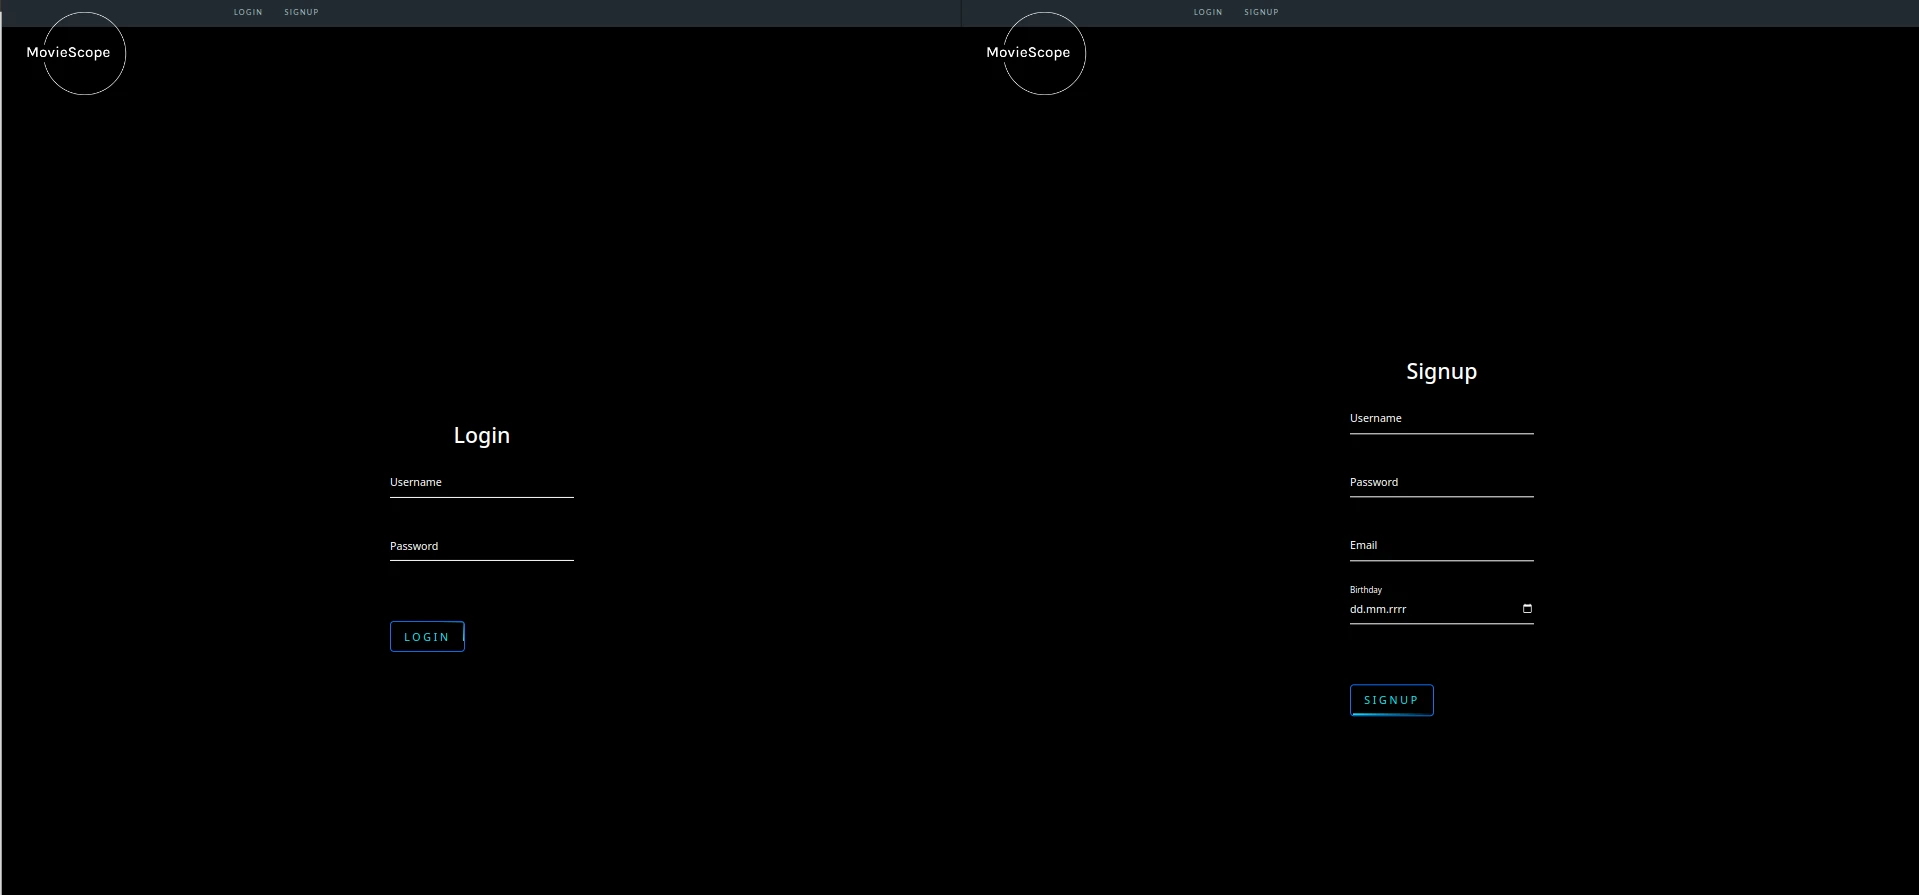 LOGIN SIGNUP
MovieScope
Login
Username
Password
LOGIN
LOGIN SIGNUP
MovieScope
Signup
Username
Password
Email
Birthday
dd.mm.rrrr
SIGNUP